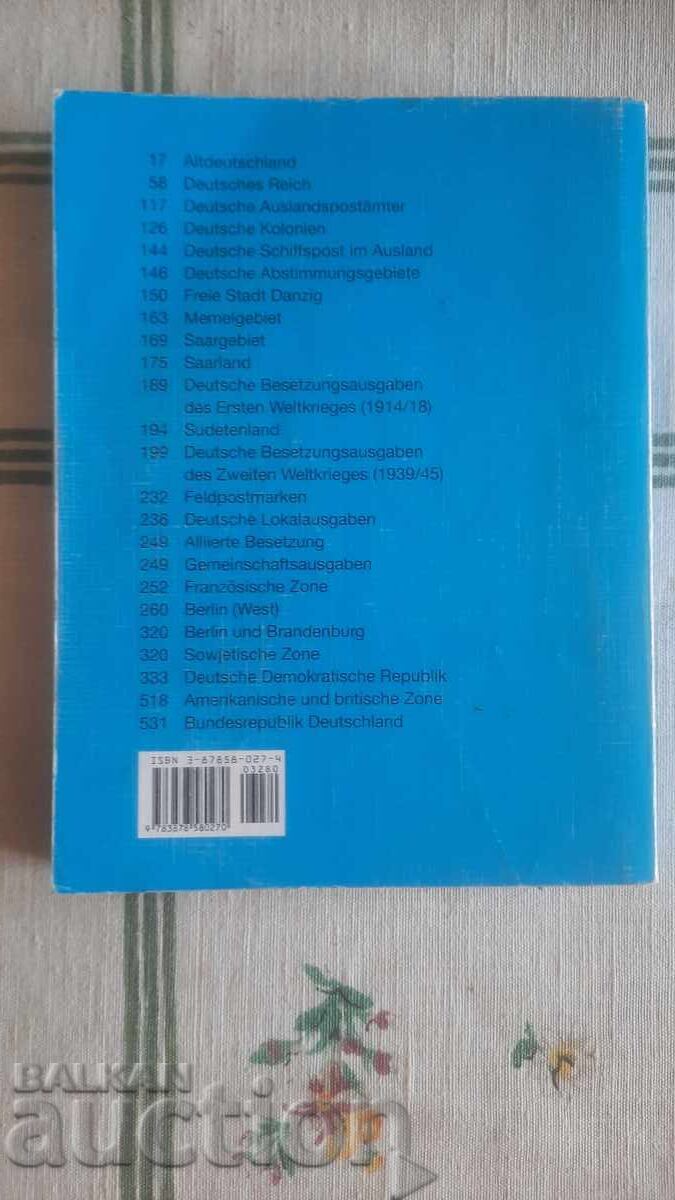 17 Altdeutschland
58 Deutsches Reich
117 Deutsche Auslandspostämter
126 Deutsche Kolonien
144 Deutsche Schiffspost im Ausland
146 Deutsche Abstimmungsgebiete
150 Freie Stadt Danzig
163 Memelgebiet
169 Saargebiet
175 Saarland
189 Deutsche Besetzungsausgaben
des Ersten Weltkrieges (1914/18)
194 Sudetenland
199 Deutsche Besetzungsausgaben
des Zweiten Weltkrieges (1939/45)
232 Feldpostmarken
236 Deutsche Lokalausgaben
249 Alliierte Besetzung
249 Gemeinschaftsausgaben
252 Französische Zone
260 Berlin (West)
320 Berlin und Brandenburg
320 Sowjetische Zone
333 Deutsche Demokratische Republik
518 Amerikanische und britische Zone
531 Bundesrepublik Deutschland
ISBN 3-87858-027-4
03280
9 783878 580270
BALKAN
auction